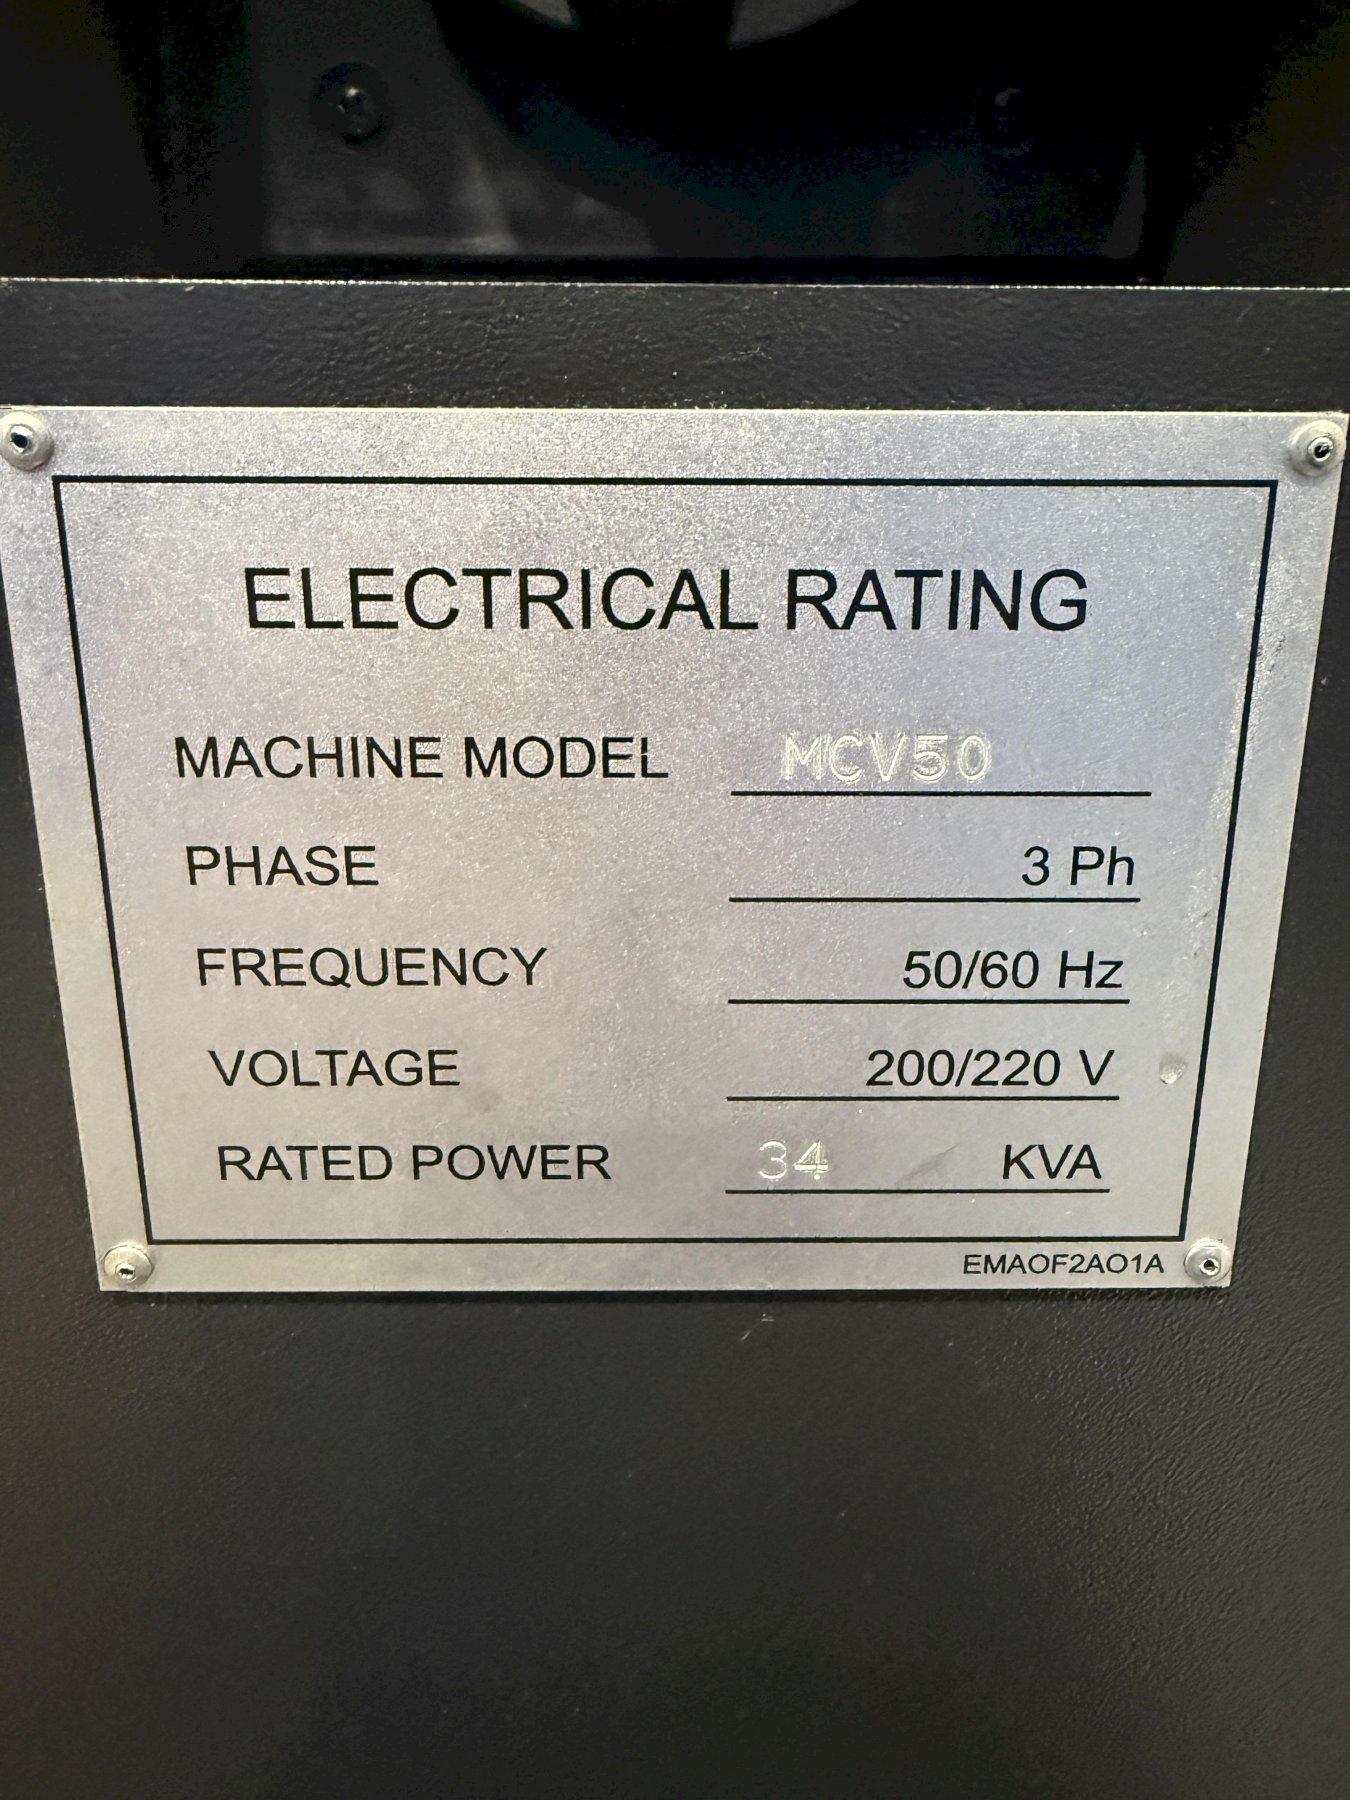 ELECTRICAL RATING
MACHINE MODEL MCV50
PHASE 3 Ph
FREQUENCY 50/60 Hz
VOLTAGE 200/220 V
RATED POWER 34 KVA
EMAOF2AO1A